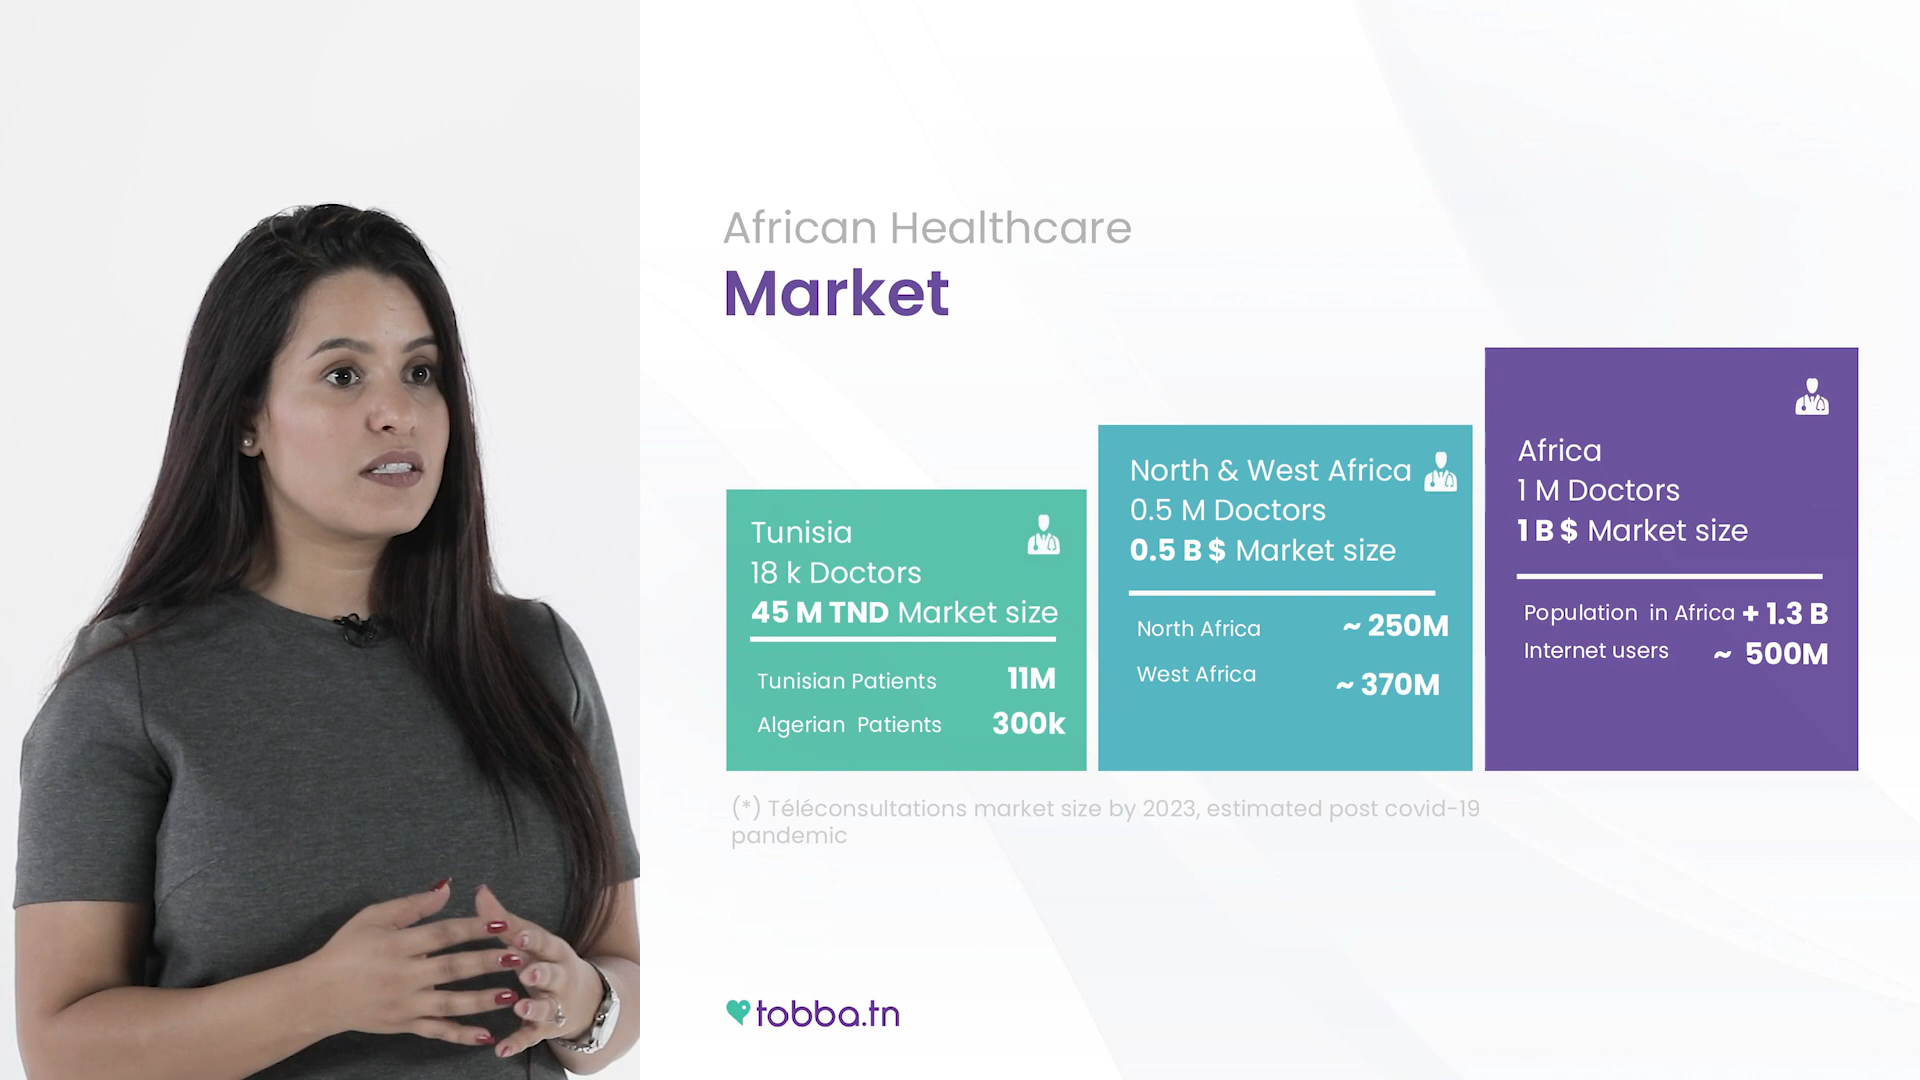 African Healthcare
Market
Tunisia
18 k Doctors
45 M TND Market size
Tunisian Patients 11M
Algerian Patients 300k
North & West Africa
0.5 M Doctors
0.5 B $ Market size
North Africa ~ 250M
West Africa ~ 370M
Africa
1 M Doctors
1 B $ Market size
Population in Africa + 1.3 B
Internet users ~ 500M
(*) Téléconsultations market size by 2023, estimated post covid-19
pandemic
tobba.tn